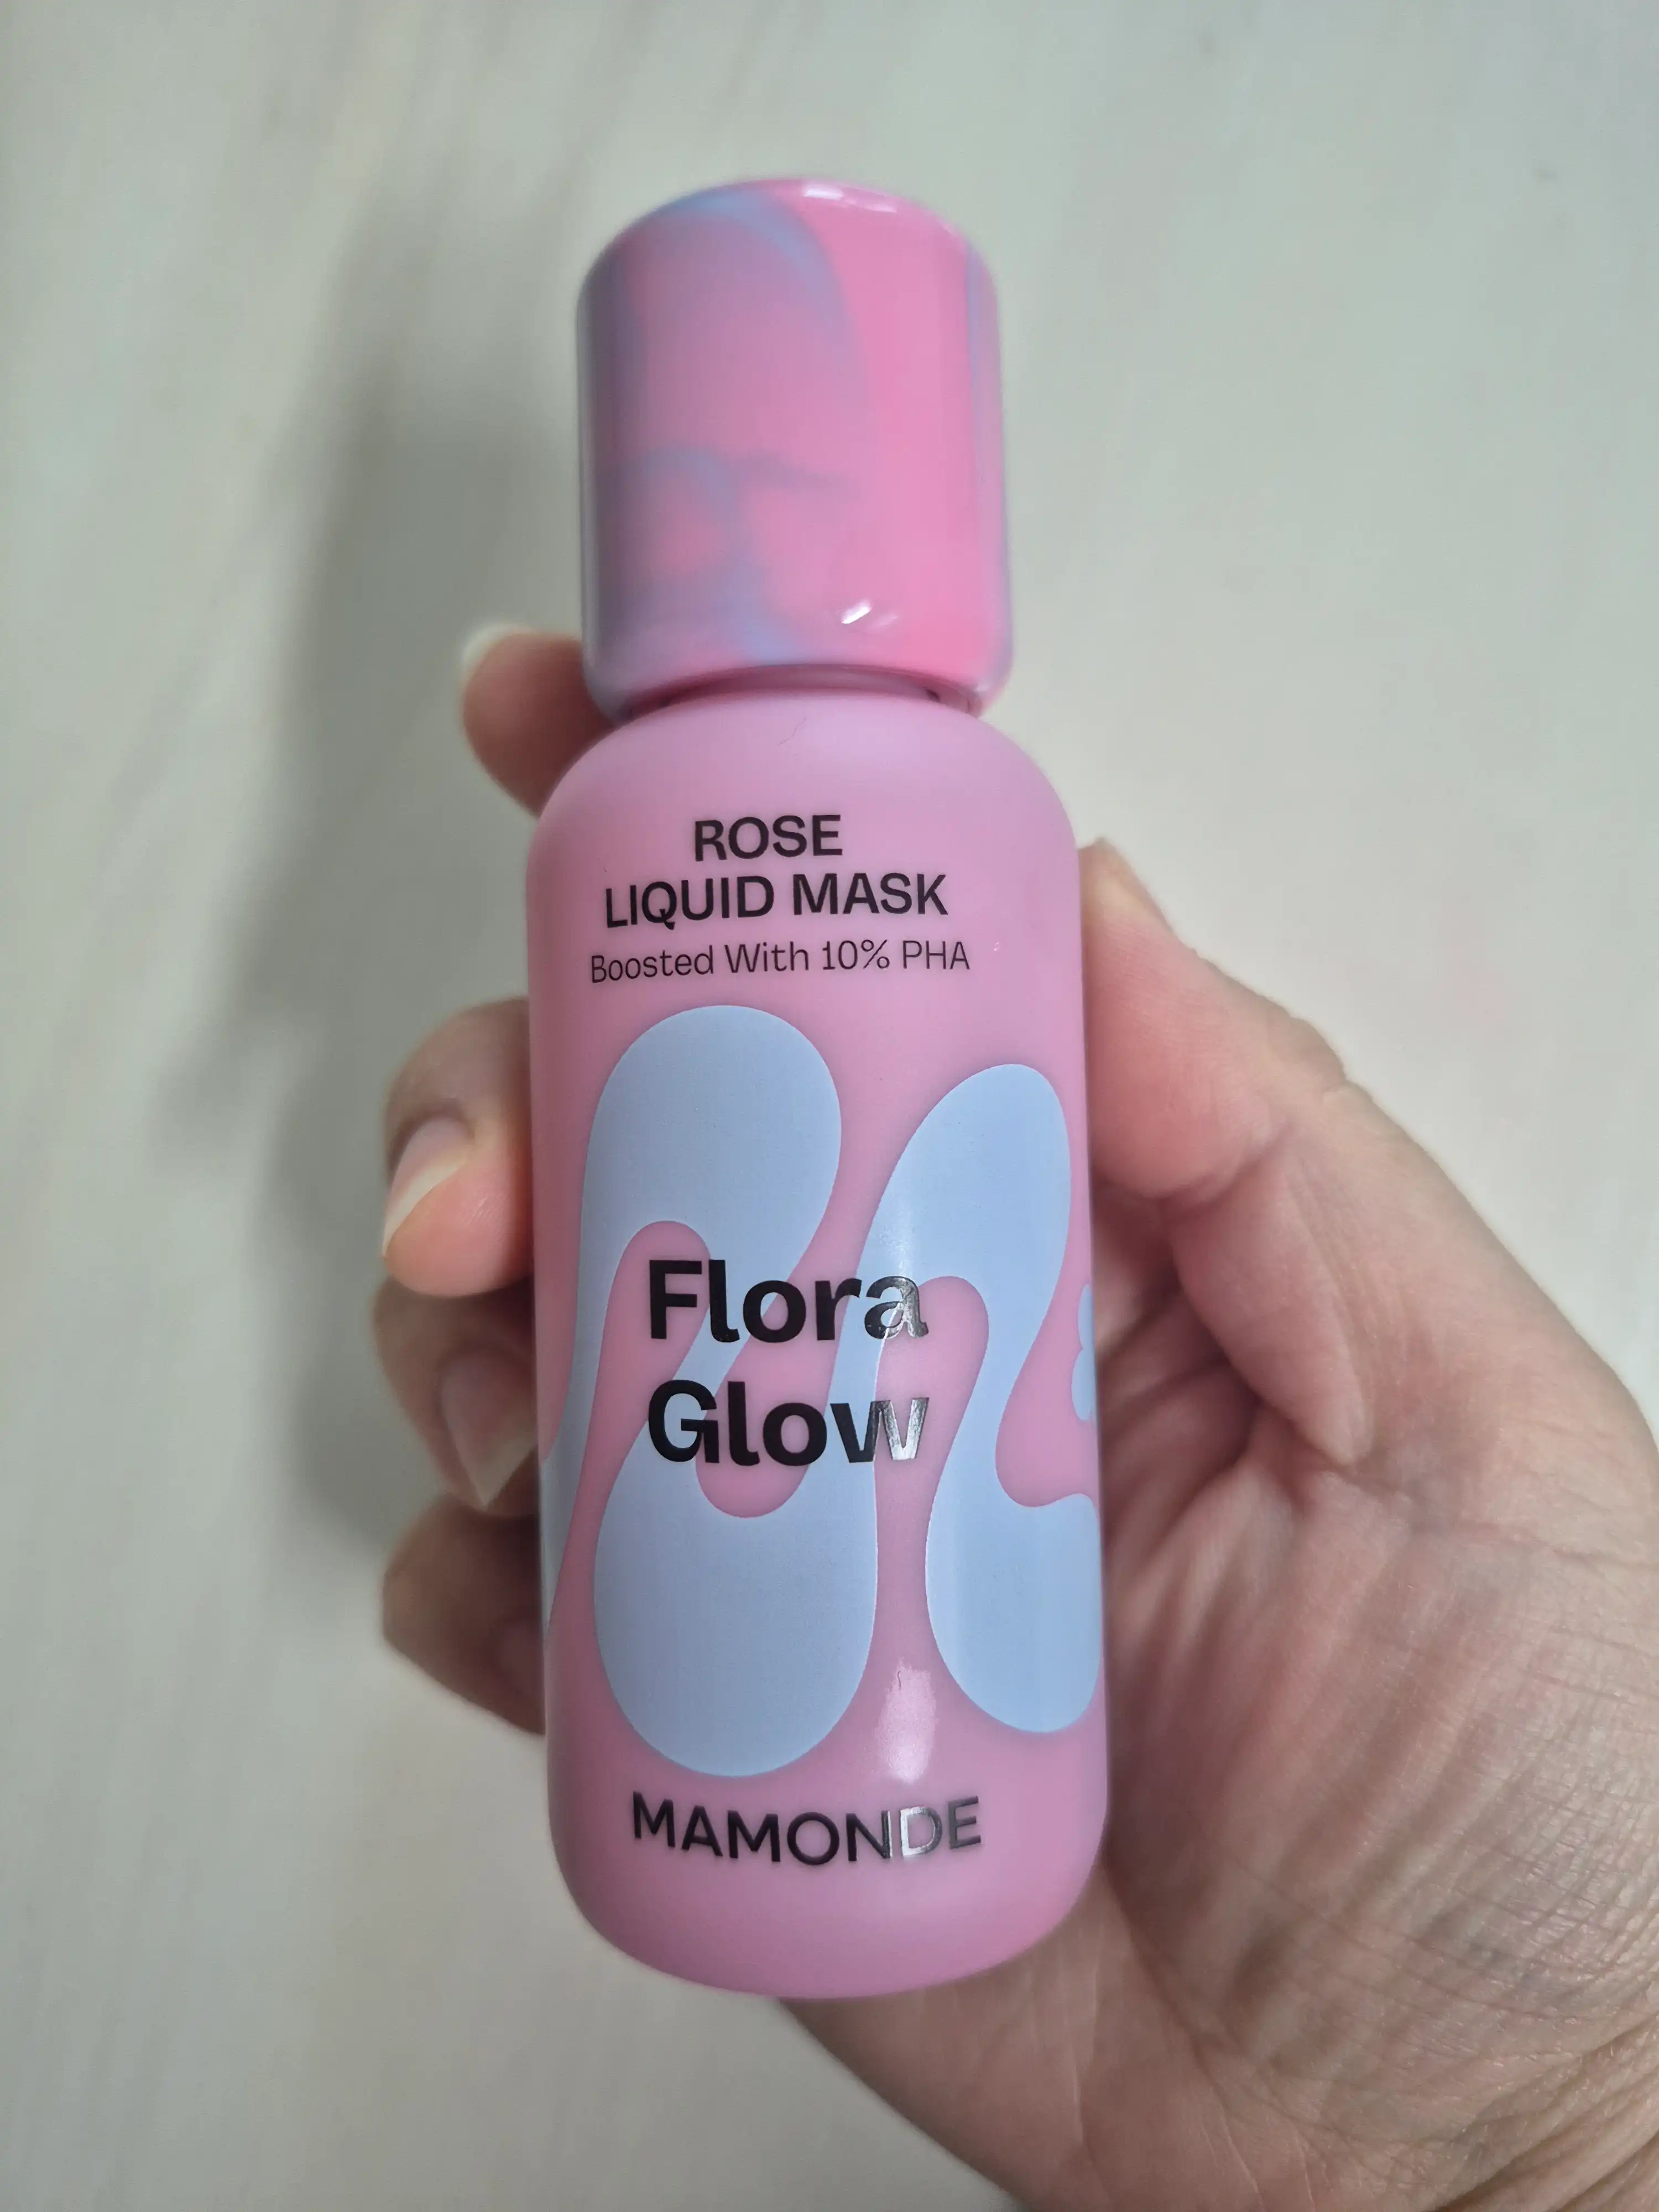 ROSE
LIQUID MASK
Boosted With 10% PHA
Flora
Glow
MAMONDE